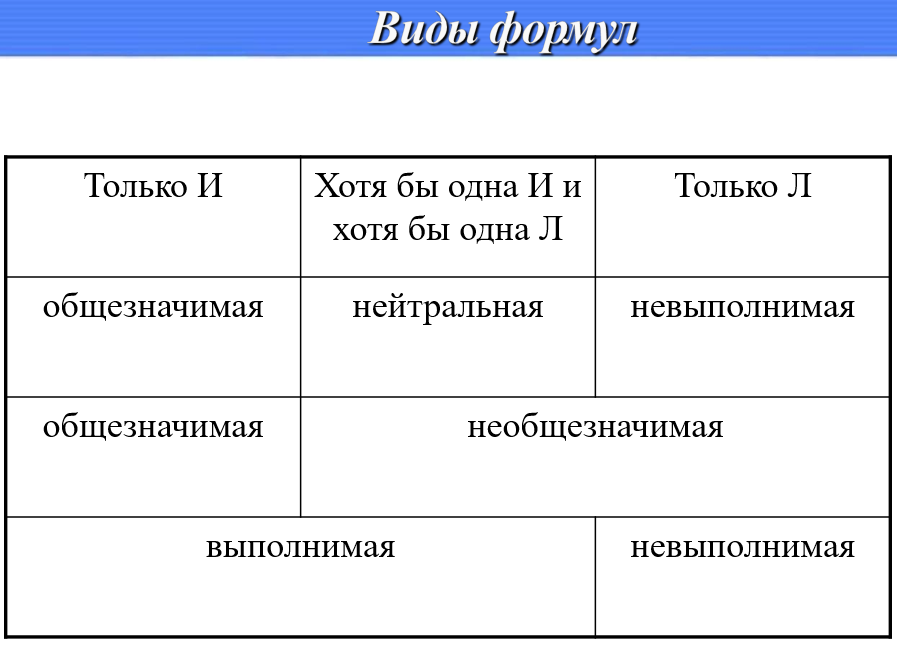 Виды формул
Только И
Хотя бы одна И и
хотя бы одна Л
Только Л
общезначимая
нейтральная
невыполнимая
общезначимая
необщезначимая
выполнимая
невыполнимая